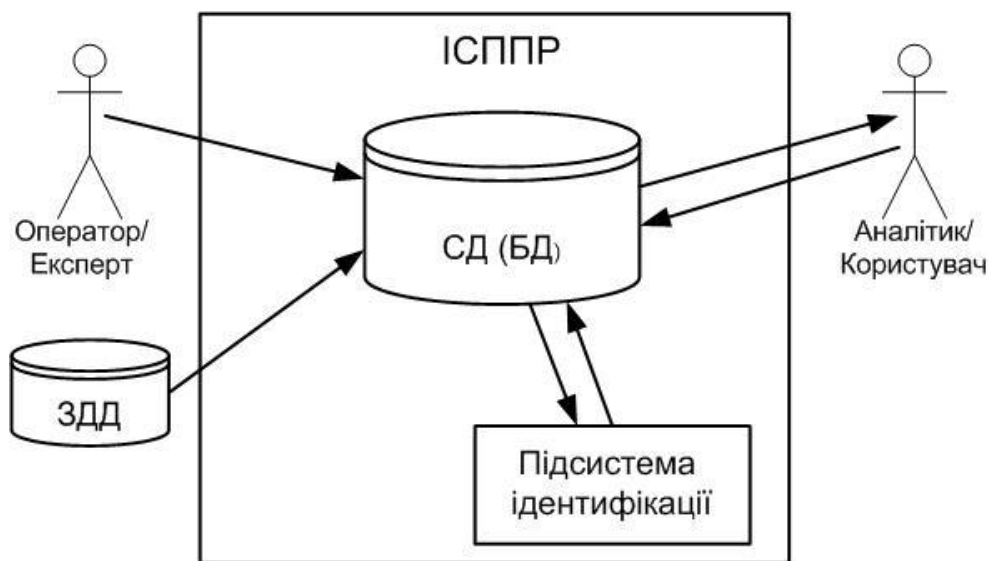 ІСППР
Оператор/
Експерт
СД (БД)
Аналітик/
Користувач
ЗДД
Підсистема
ідентифікації